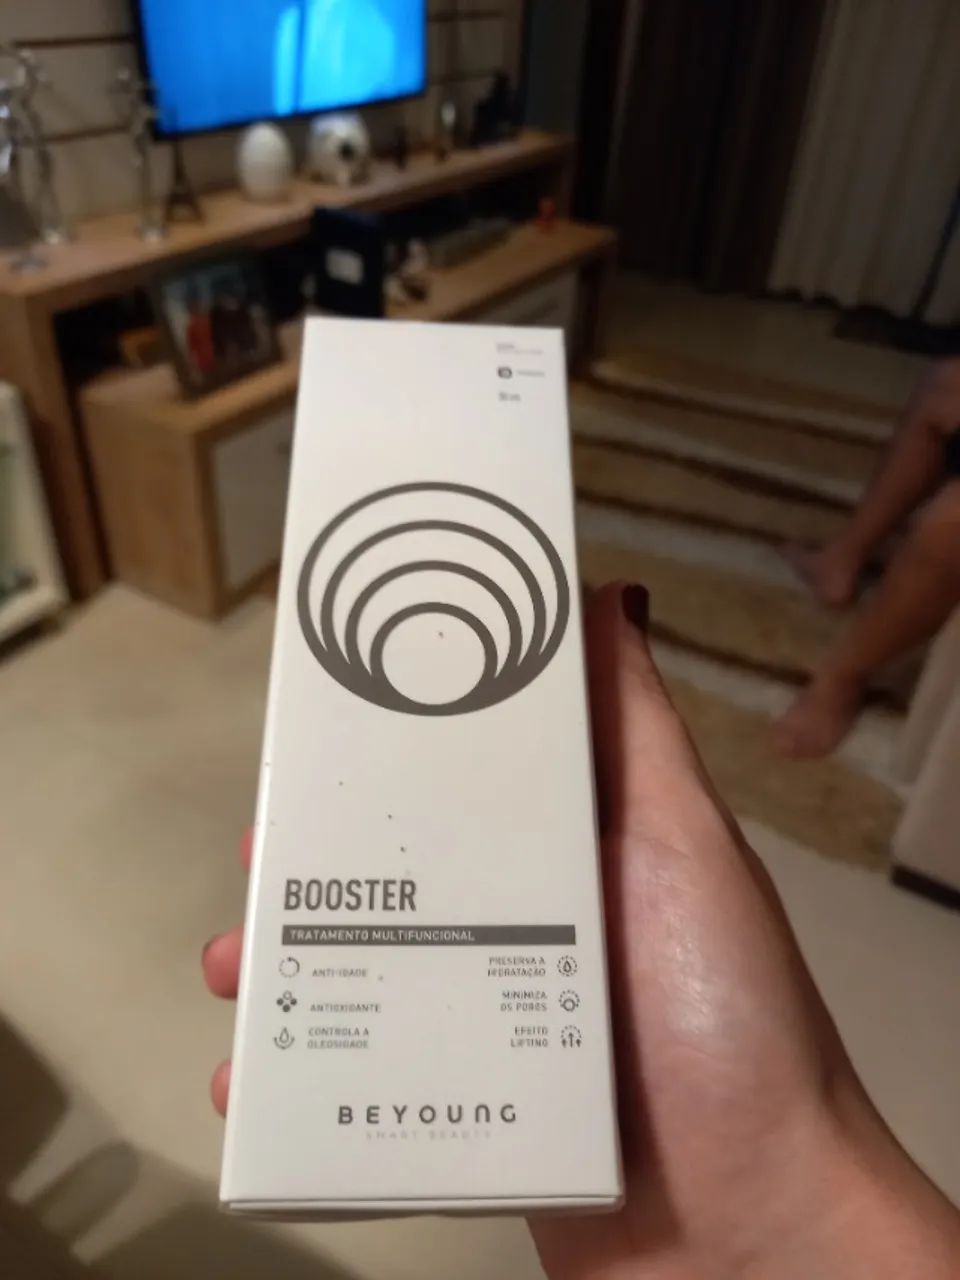 BOOSTER
TRATAMENTO MULTIFUNCIONAL
ANTI-IDADE
ANTIOXIDANTE
CONTROLA A
OLEOSIDADE
PRESERVA A
HIDRATAÇÃO
MINIMIZA
OS POROS
EFEITO
LIFTING
BEYOUNG
SMART BEAUTY